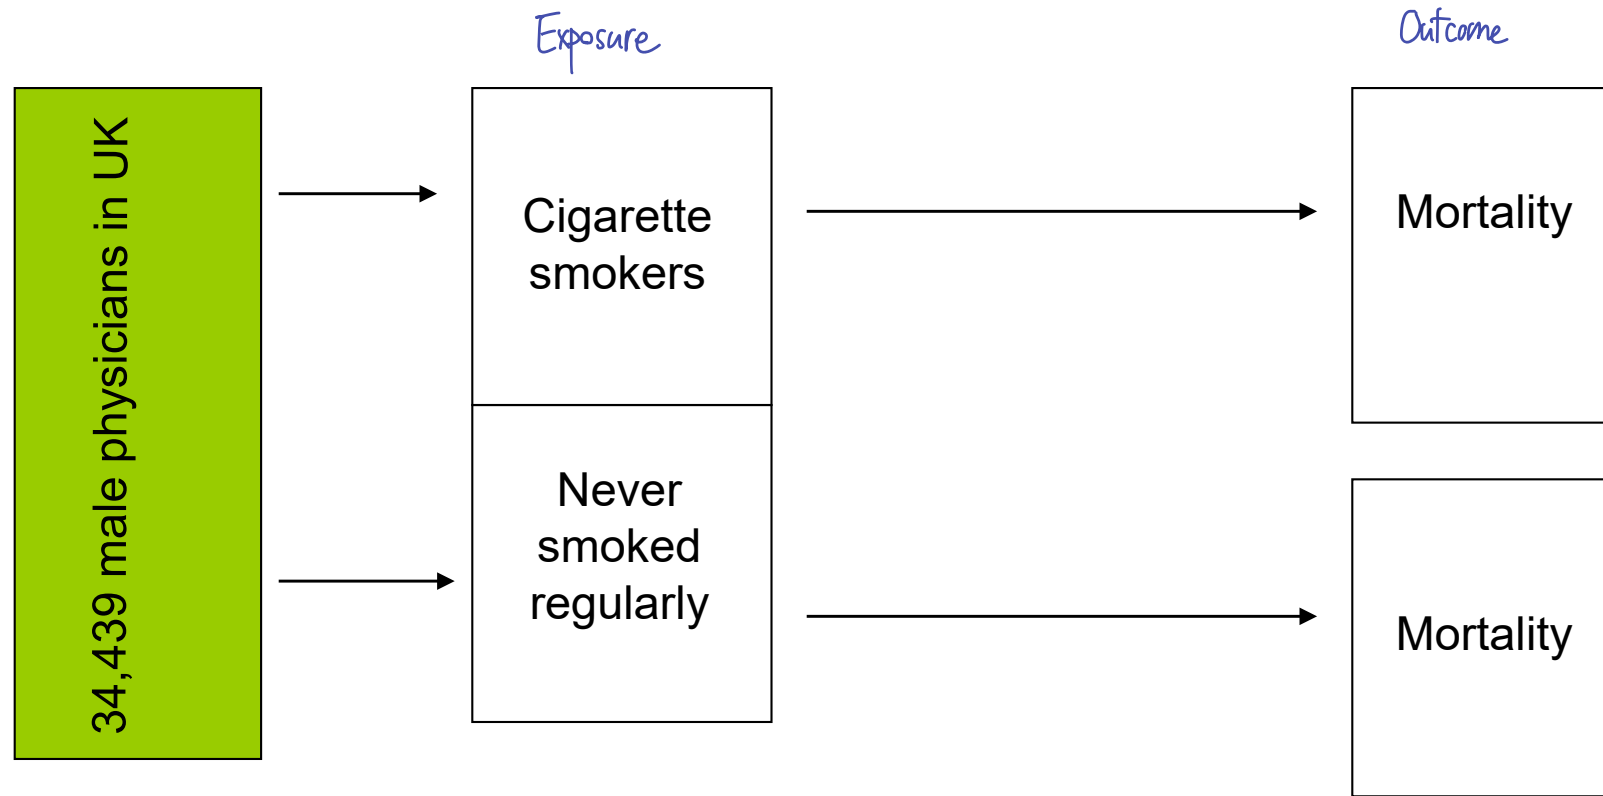 Exposure
Outcome
34,439 male physicians in UK
Cigarette
smokers
Mortality
Never
smoked
regularly
Mortality